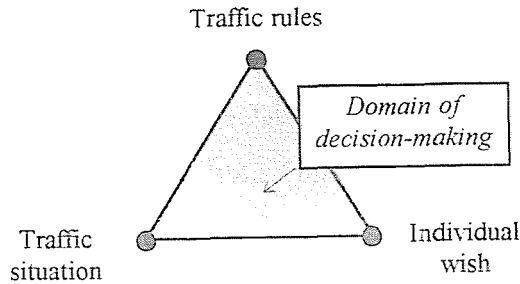 Traffic rules
Domain of
decision-making
Traffic
situation
Individual
wish